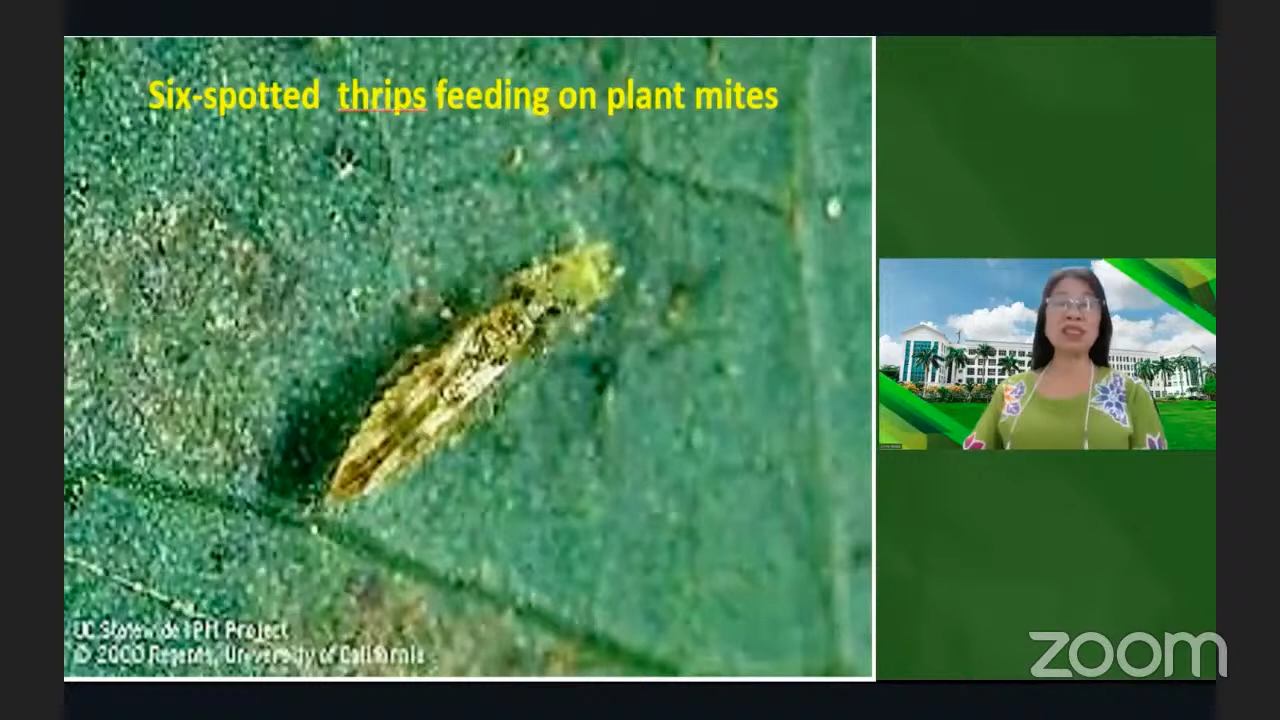 Six-spotted thrips feeding on plant mites
UC Statewide IPM Project
© 2000 Regents, University of California
zoom